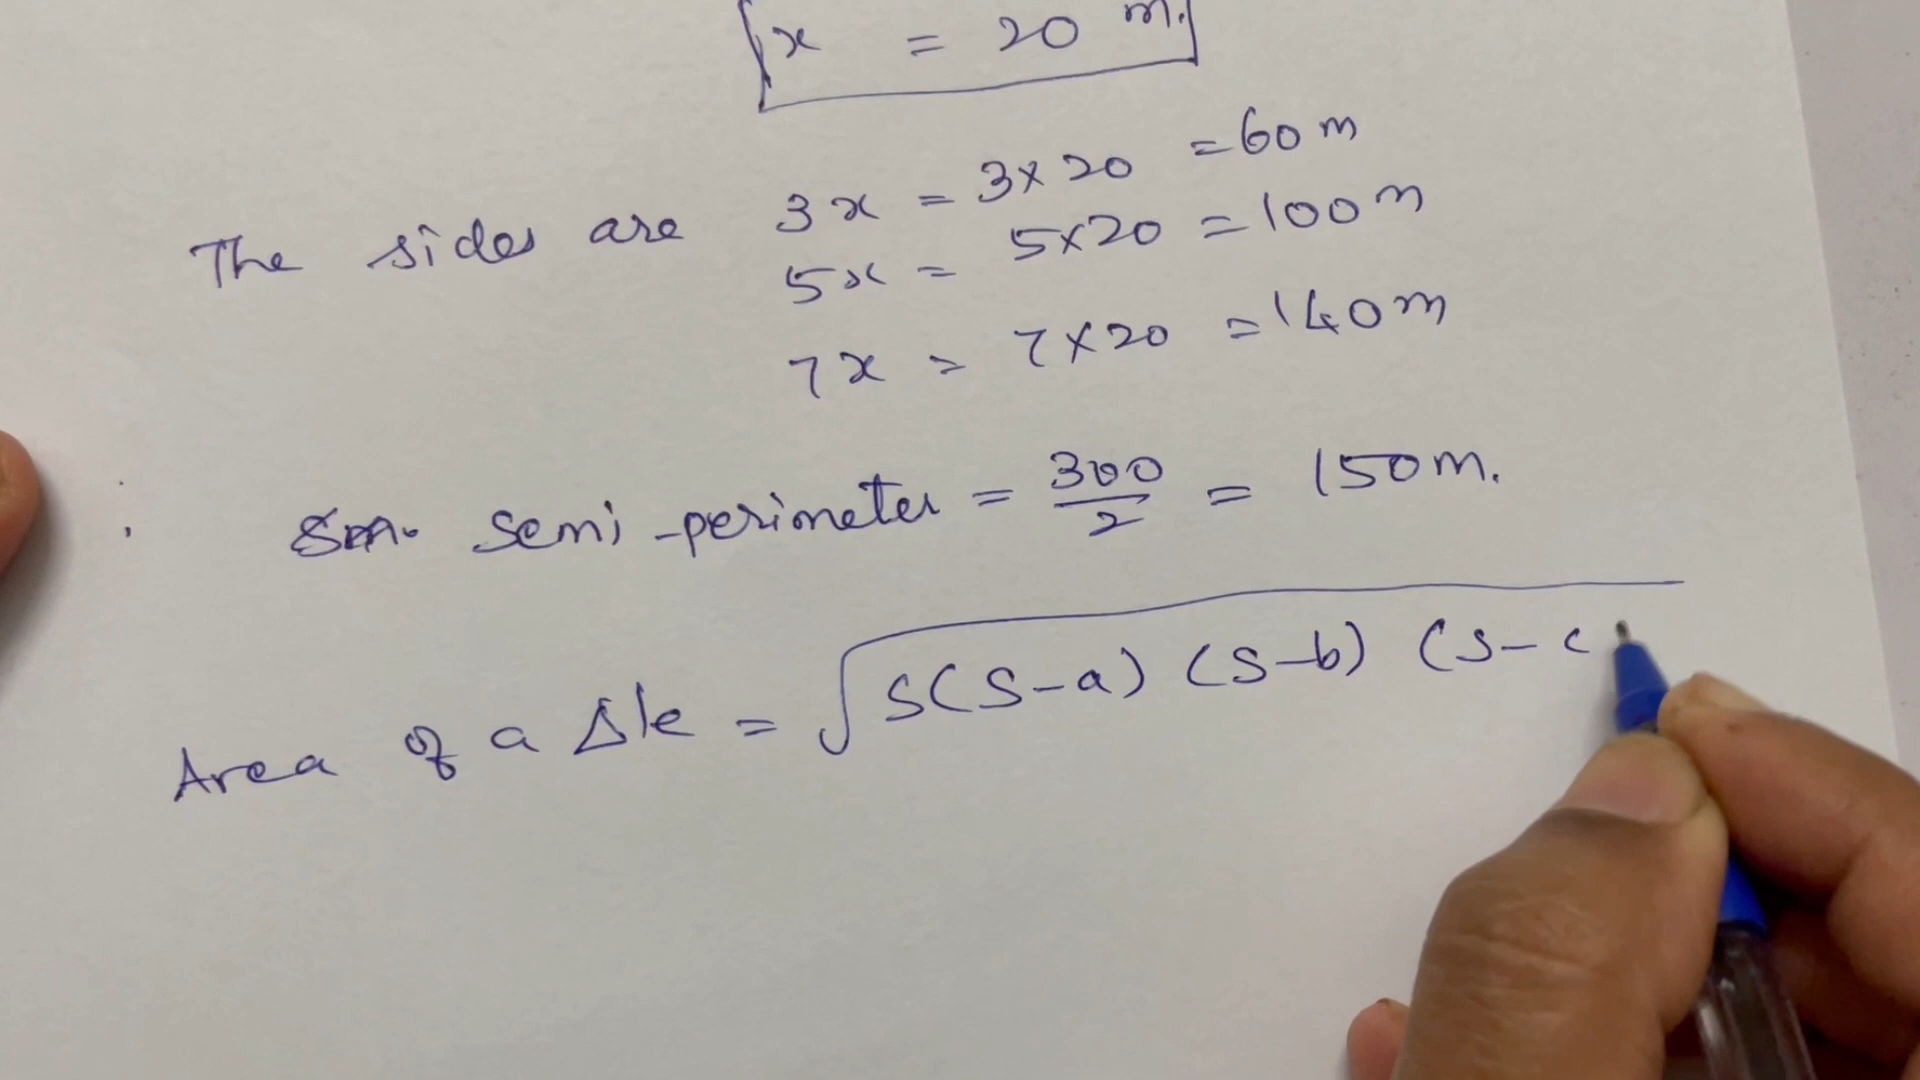 x = 20 m.
The sides are 3x = 3×20 = 60 m
5x = 5×20 = 100 m
7x = 7×20 = 140 m
Sm. semi-perimeter = 300/2 = 150 m.
Area of a Δle = √S(S-a) (S-b) (S-c